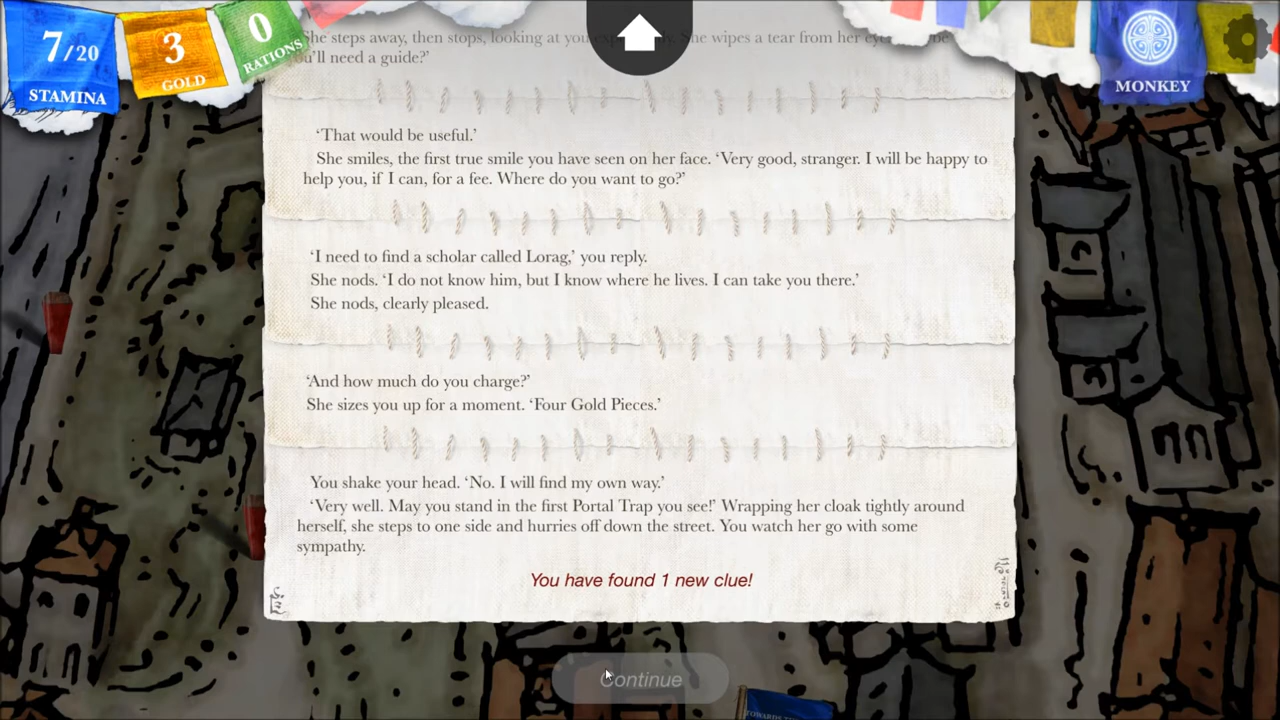 7/20
STAMINA
3
GOLD
0
RATIONS
MONKEY
She steps away, then stops, looking at you She wipes a tear from her
you'll need a guide?'
'That would be useful.'
She smiles, the first true smile you have seen on her face. 'Very good, stranger. I will be happy to
help you, if I can, for a fee. Where do you want to go?'
'I need to find a scholar called Lorag,' you reply.
She nods. 'I do not know him, but I know where he lives. I can take you there.'
She nods, clearly pleased.
'And how much do you charge?'
She sizes you up for a moment. 'Four Gold Pieces.'
You shake your head. 'No. I will find my own way.'
'Very well. May you stand in the first Portal Trap you see!' Wrapping her cloak tightly around
herself, she steps to one side and hurries off down the street. You watch her go with some
sympathy.
You have found 1 new clue!
Continue
TOWARDS